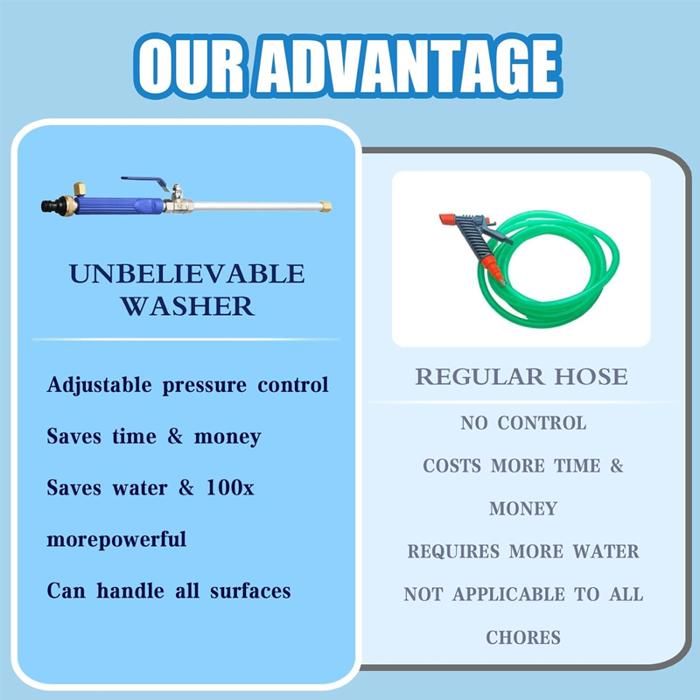 OUR ADVANTAGE
UNBELIEVABLE
WASHER
Adjustable pressure control
Saves time & money
Saves water & 100x
morepowerful
Can handle all surfaces
REGULAR HOSE
NO CONTROL
COSTS MORE TIME &
MONEY
REQUIRES MORE WATER
NOT APPLICABLE TO ALL
CHORES